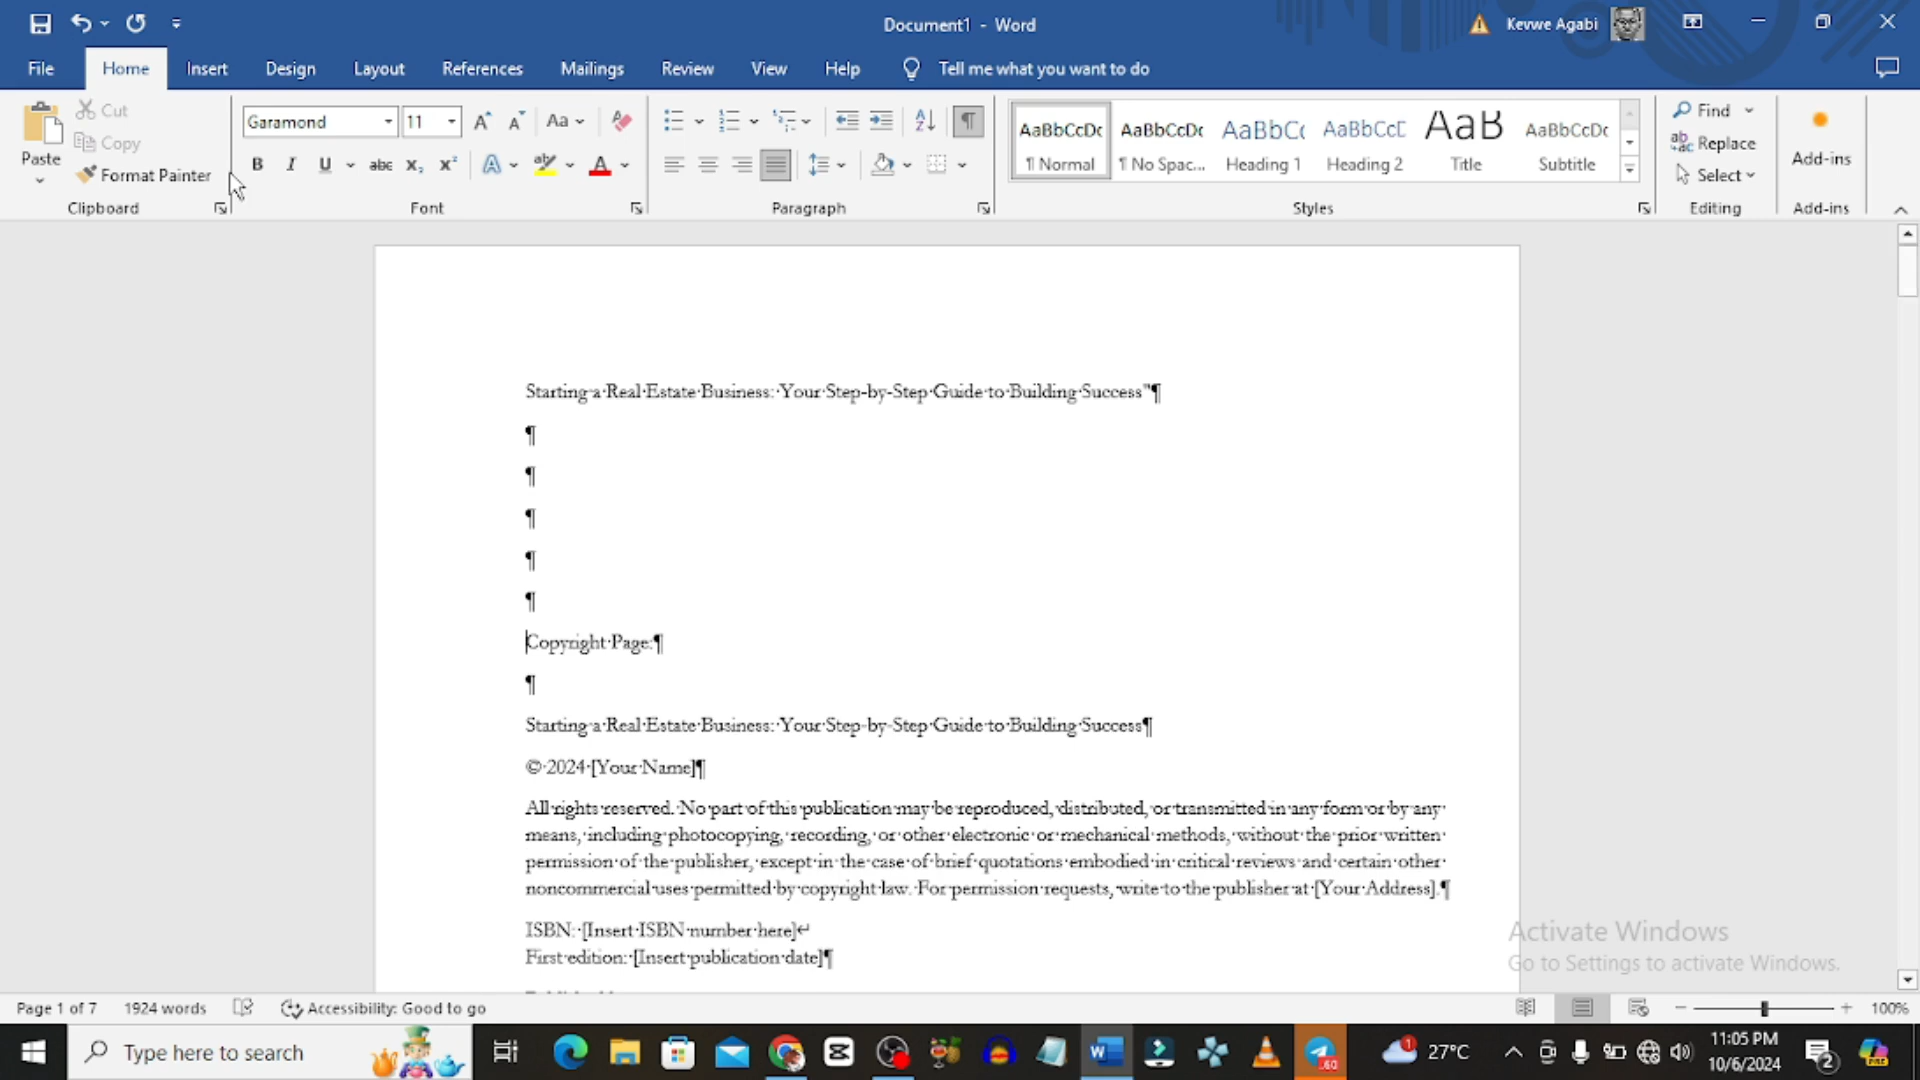 Document1 - Word
Kevwe Agabi
File Home Insert Design Layout References Mailings Review View Help Tell me what you want to do
Paste
Cut
Copy
Format Painter
Clipboard
Garamond 11
Aa
B I U abc X₂ X² A A
Font
Paragraph
AaBbCcDc AaBbCcDc AaBbCc AaBbCcD AaB AaBbCcDc
¶ Normal ¶ No Spac... Heading 1 Heading 2 Title Subtitle
Styles
Find
Replace
Select
Editing
Add-ins
Add-ins
Starting·a·Real·Estate·Business:·Your·Step-by-Step·Guide·to·Building·Success"¶
¶
¶
¶
¶
¶
Copyright·Page:¶
¶
Starting·a·Real·Estate·Business:·Your·Step-by-Step·Guide·to·Building·Success¶
©·2024·[Your·Name]¶
All·rights·reserved.·No·part·of·this·publication·may·be·reproduced,·distributed,·or·transmitted·in·any·form·or·by·any·
means,·including·photocopying,·recording,·or·other·electronic·or·mechanical·methods,·without·the·prior·written·
permission·of·the·publisher,·except·in·the·case·of·brief·quotations·embodied·in·critical·reviews·and·certain·other·
noncommercial·uses·permitted·by·copyright·law.·For·permission·requests,·write·to·the·publisher·at·[Your·Address].¶
ISBN:·[Insert·ISBN·number·here]↵
First·edition:·[Insert·publication·date]¶
Activate Windows
Go to Settings to activate Windows.
Page 1 of 7 1924 words Accessibility: Good to go 100%
Type here to search
60
1
27°C
11:05 PM
10/6/2024
2